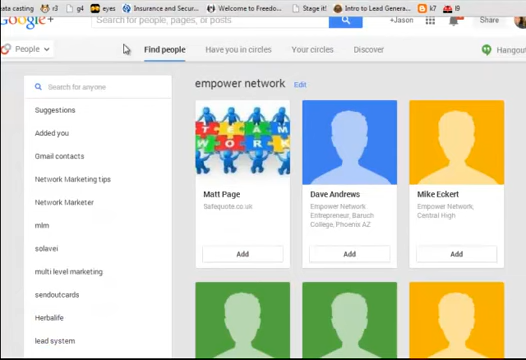 ata casting r3 g4 eyes Insurance and Secur... Welcome to Freedo... Stage it! Intro to Lead Genera... k7 l9
Google+ Search for people, pages, or posts +Jason Share
People Find people Have you in circles Your circles Discover Hangout
Search for anyone
Suggestions
Added you
Gmail contacts
Network Marketing tips
Network Marketer
mlm
solavei
multi level marketing
sendoutcards
Herbalife
lead system
empower network Edit
TEAM
WORK
Matt Page
Safequote.co.uk
Add
Dave Andrews
Empower Network
Entrepreneur, Baruch
College, Phoenix AZ
Add
Mike Eckert
Empower Network,
Central High
Add